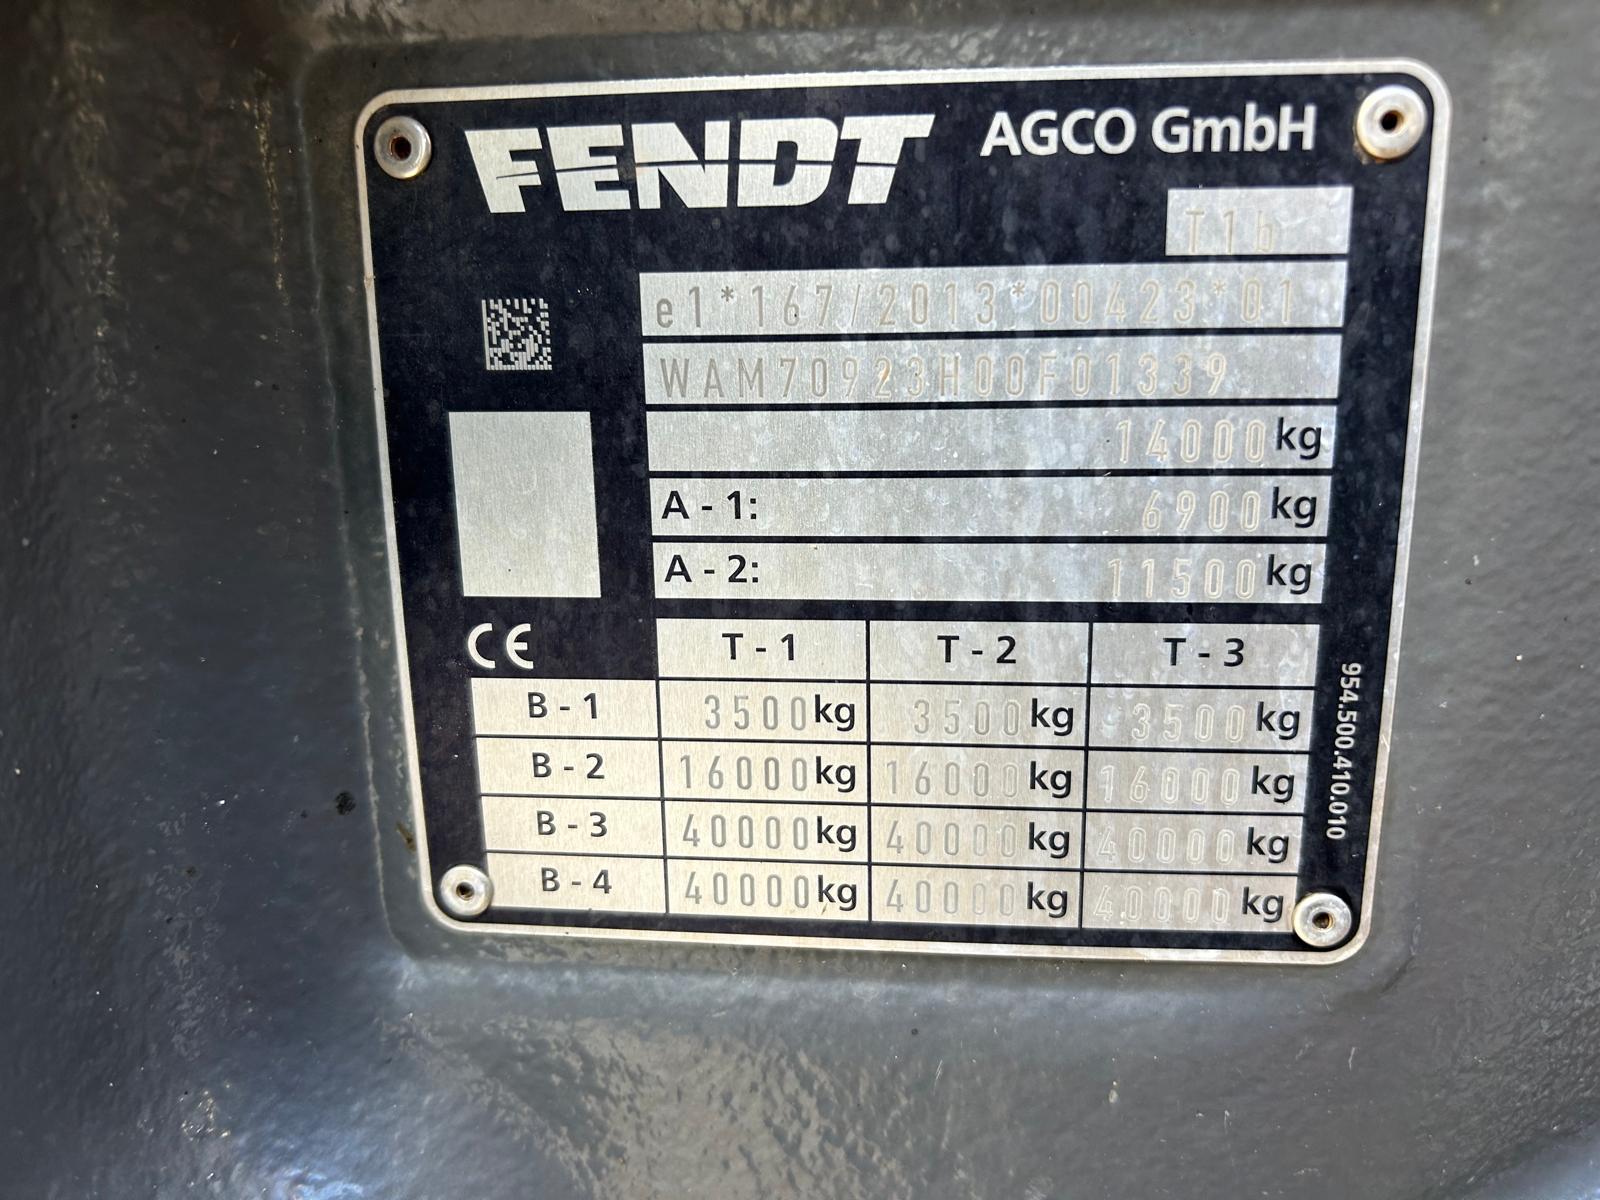 FENDT AGCO GmbH
T1b
e1*167/2013*00423*01
WAM70923H00F01339
14000kg
A - 1: 6900kg
A - 2: 11500kg
CE T - 1 T - 2 T - 3
B - 1 3500kg 3500kg 3500kg
B - 2 16000kg 16000kg 16000kg
B - 3 40000kg 40000kg 40000kg
B - 4 40000kg 40000kg 40000kg
954.500.410.010